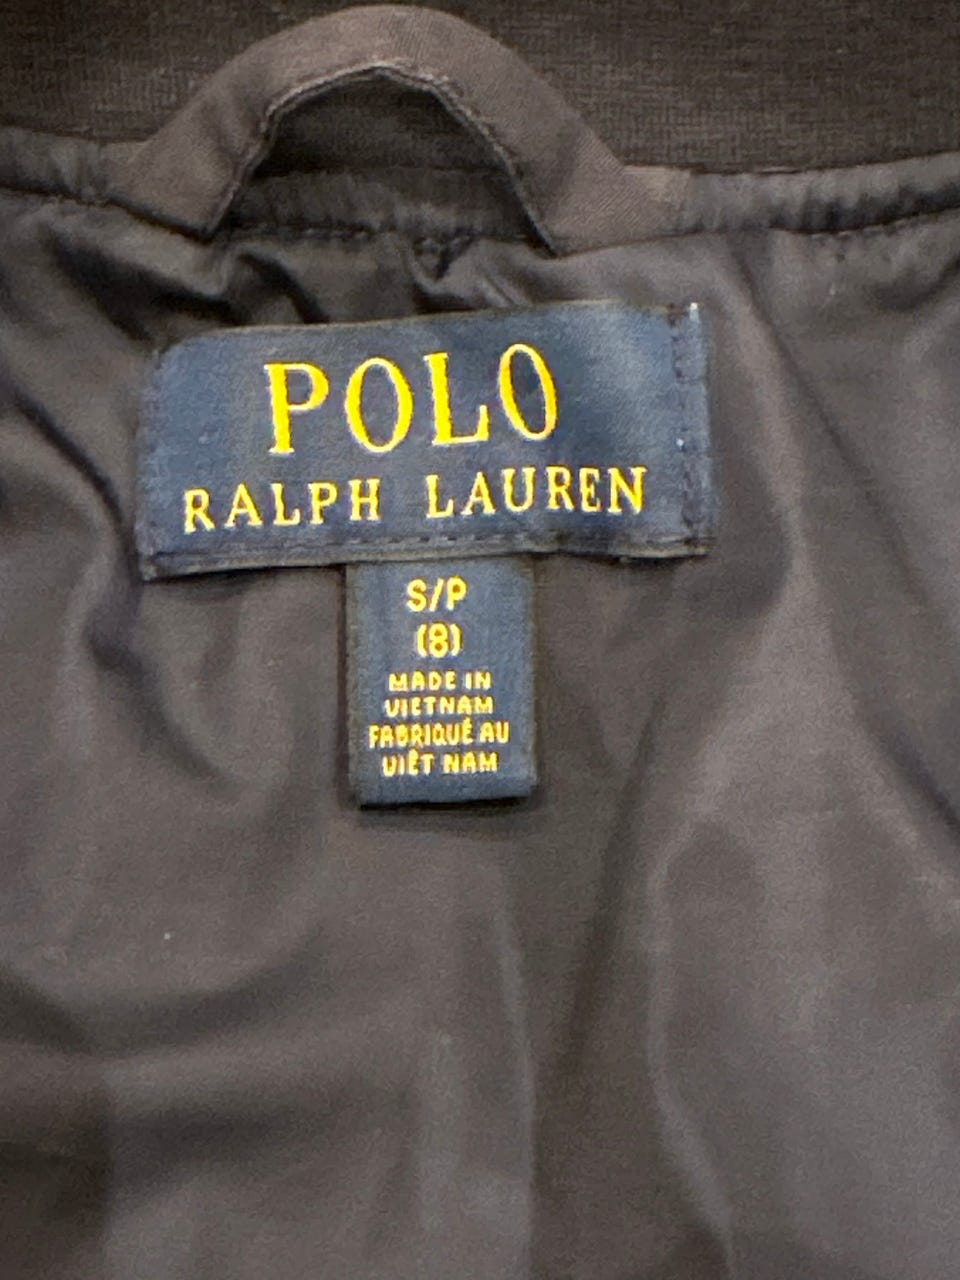 POLO
RALPH LAUREN
S/P
(8)
MADE IN
VIETNAM
FABRIQUÉ AU
VIÊT NAM